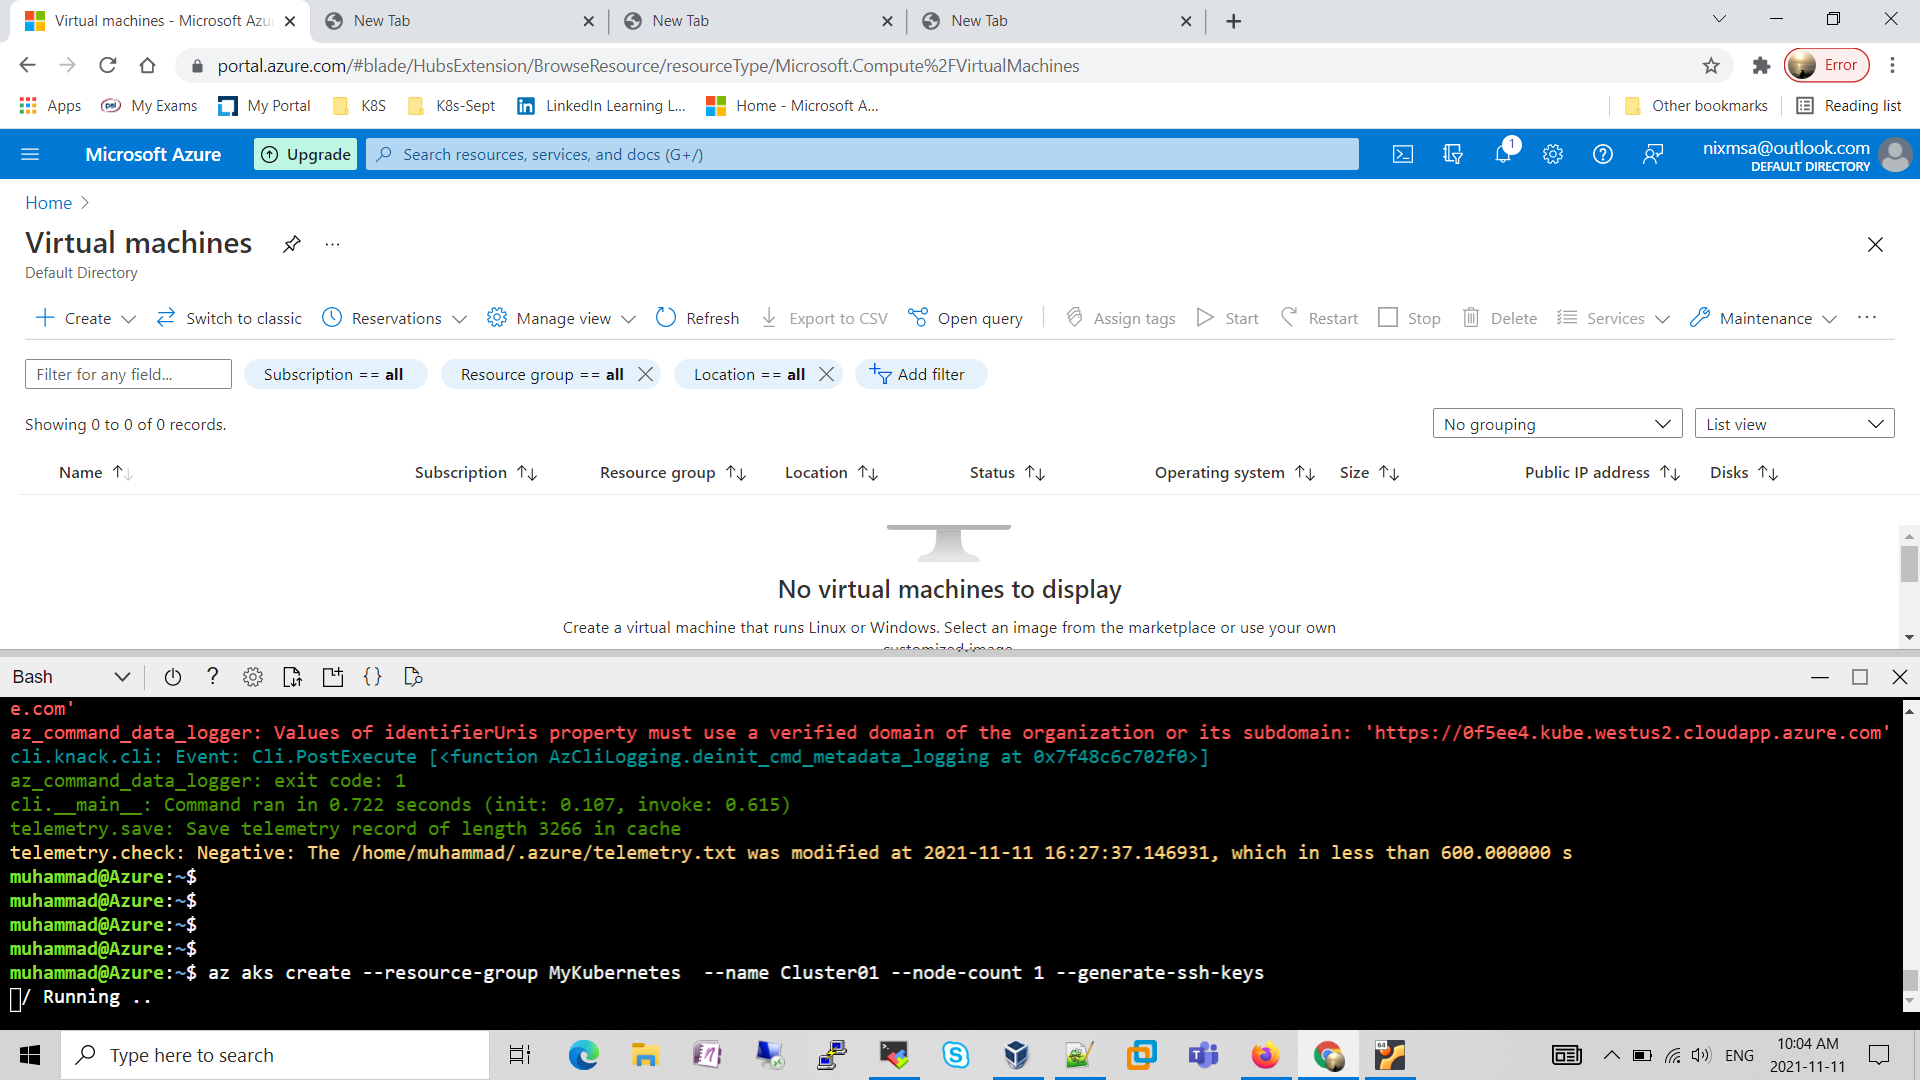 Virtual machines - Microsoft Azu
New Tab
New Tab
New Tab
portal.azure.com/#blade/HubsExtension/BrowseResource/resourceType/Microsoft.Compute%2FVirtualMachines
Error
Apps
psi
My Exams
My Portal
K8S
K8s-Sept
LinkedIn Learning L...
Home - Microsoft A...
Other bookmarks
Reading list
Microsoft Azure
Upgrade
Search resources, services, and docs (G+/)
1
nixmsa@outlook.com
DEFAULT DIRECTORY
Home >
Virtual machines
...
Default Directory
Create
Switch to classic
Reservations
Manage view
Refresh
Export to CSV
Open query
Assign tags
Start
Restart
Stop
Delete
Services
Maintenance
...
Filter for any field...
Subscription == all
Resource group == all
Location == all
Add filter
Showing 0 to 0 of 0 records.
No grouping
List view
Name
Subscription
Resource group
Location
Status
Operating system
Size
Public IP address
Disks
No virtual machines to display
Create a virtual machine that runs Linux or Windows. Select an image from the marketplace or use your own
customized image.
Bash
?
{}
e.com'
az_command_data_logger: Values of identifierUris property must use a verified domain of the organization or its subdomain: 'https://0f5ee4.kube.westus2.cloudapp.azure.com'
cli.knack.cli: Event: Cli.PostExecute [<function AzCliLogging.deinit_cmd_metadata_logging at 0x7f48c6c702f0>]
az_command_data_logger: exit code: 1
cli.__main__: Command ran in 0.722 seconds (init: 0.107, invoke: 0.615)
telemetry.save: Save telemetry record of length 3266 in cache
telemetry.check: Negative: The /home/muhammad/.azure/telemetry.txt was modified at 2021-11-11 16:27:37.146931, which in less than 600.000000 s
muhammad@Azure:~$
muhammad@Azure:~$
muhammad@Azure:~$
muhammad@Azure:~$
muhammad@Azure:~$ az aks create --resource-group MyKubernetes  --name Cluster01 --node-count 1 --generate-ssh-keys
/ Running ..
Type here to search
64
ENG
10:04 AM
2021-11-11